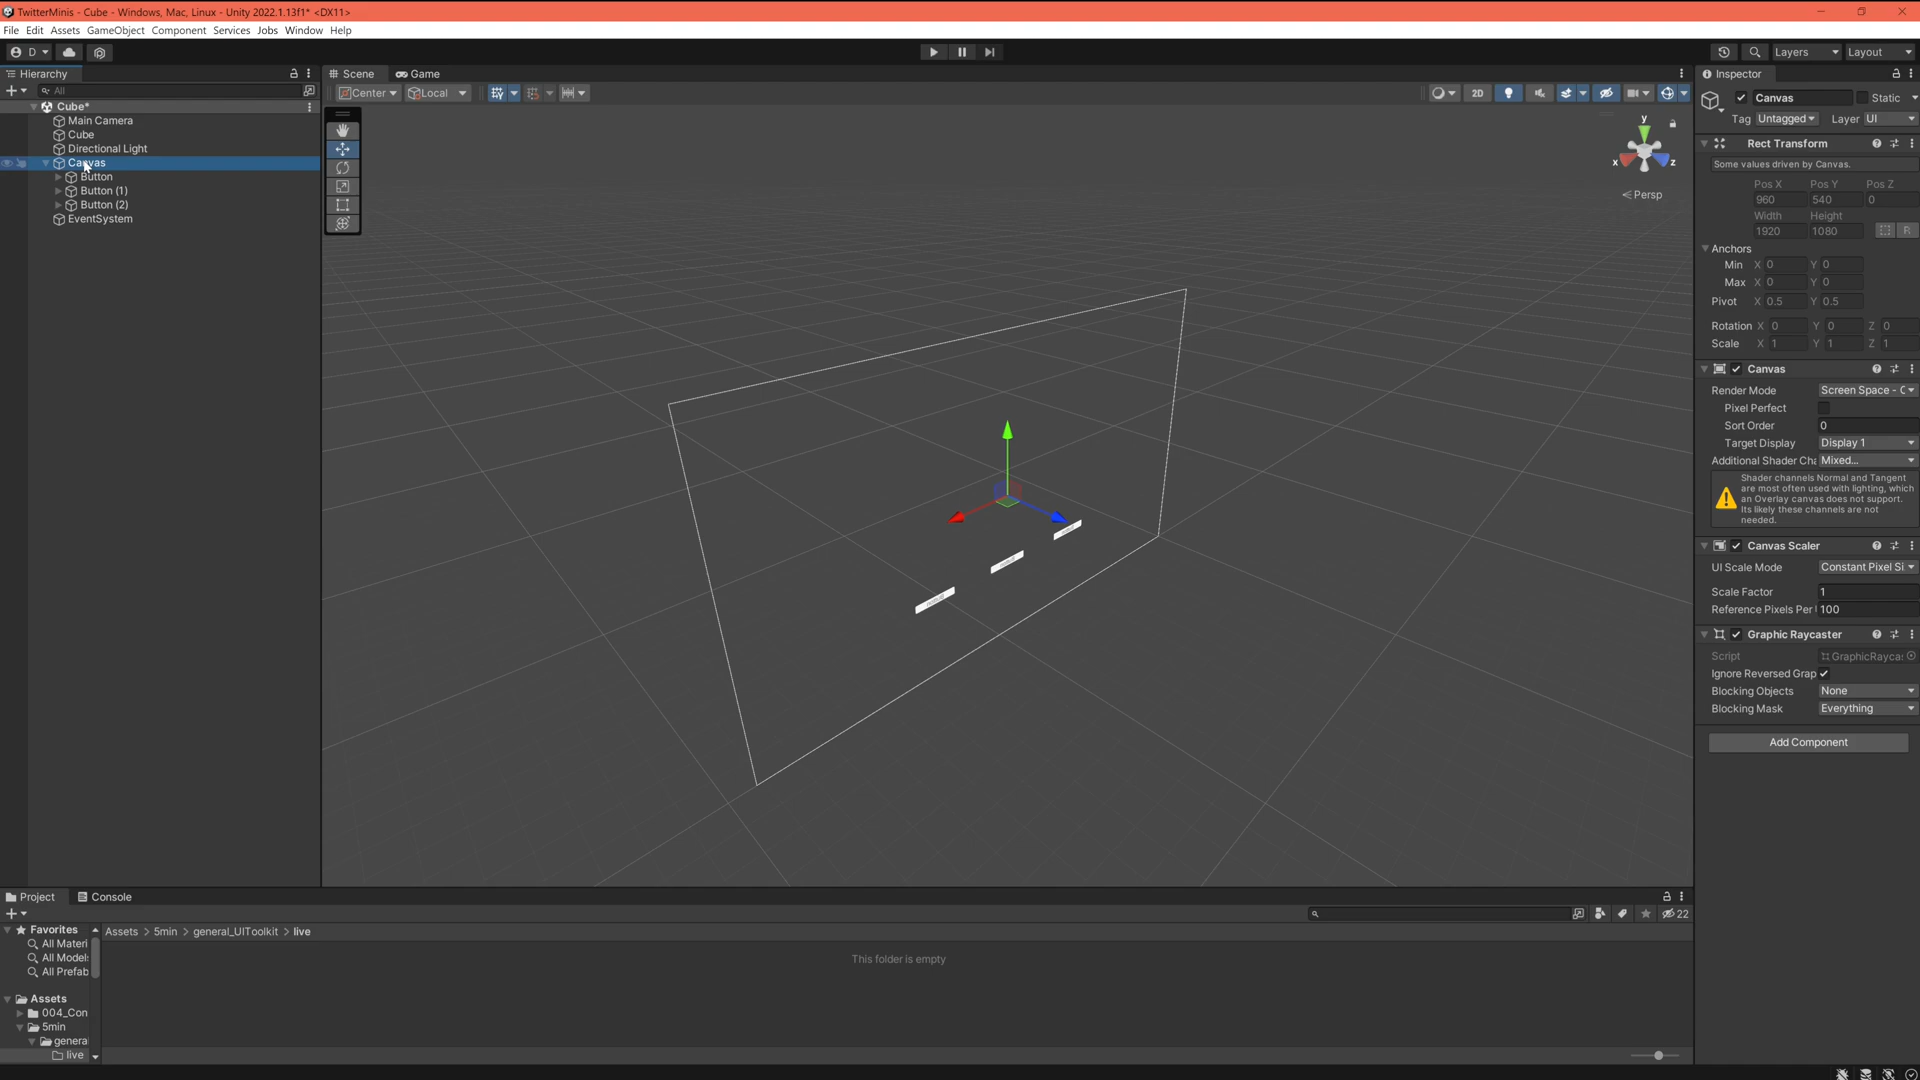 TwitterMinis - Cube - Windows, Mac, Linux - Unity 2022.1.13f1* <DX11>
File Edit Assets GameObject Component Services Jobs Window Help
D Layers Layout
Hierarchy
All
Cube*
Main Camera
Cube
Directional Light
Canvas
Button
Button (1)
Button (2)
EventSystem
Scene Game
Center Local 2D
y
x z
Persp
Inspector
Canvas Static
Tag Untagged Layer UI
Rect Transform
Some values driven by Canvas.
Pos X Pos Y Pos Z
960 540 0
Width Height
1920 1080 R
Anchors
Min X 0 Y 0
Max X 0 Y 0
Pivot X 0.5 Y 0.5
Rotation X 0 Y 0 Z 0
Scale X 1 Y 1 Z 1
Canvas
Render Mode Screen Space - C
Pixel Perfect
Sort Order 0
Target Display Display 1
Additional Shader Cha Mixed...
Shader channels Normal and Tangent
are most often used with lighting, which
an Overlay canvas does not support.
Its likely these channels are not
needed.
Canvas Scaler
UI Scale Mode Constant Pixel Si
Scale Factor 1
Reference Pixels Per 100
Graphic Raycaster
Script GraphicRayca
Ignore Reversed Grap
Blocking Objects None
Blocking Mask Everything
Add Component
Project Console
22
Favorites
All Materi
All Model
All Prefab
Assets
004_Con
5min
genera
live
Assets > 5min > general_UIToolkit > live
This folder is empty